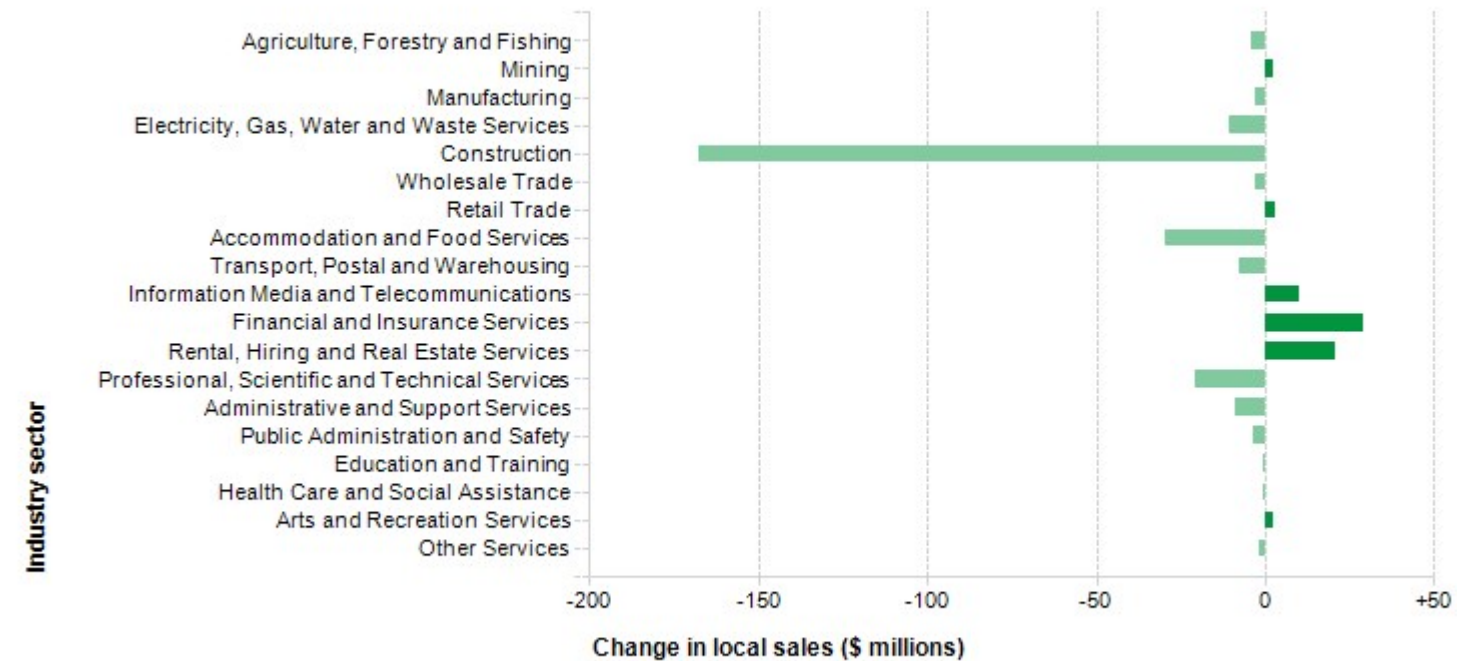 Agriculture, Forestry and Fishing
Mining
Manufacturing
Electricity, Gas, Water and Waste Services
Construction
Wholesale Trade
Retail Trade
Accommodation and Food Services
Transport, Postal and Warehousing
Information Media and Telecommunications
Financial and Insurance Services
Rental, Hiring and Real Estate Services
Professional, Scientific and Technical Services
Administrative and Support Services
Public Administration and Safety
Education and Training
Health Care and Social Assistance
Arts and Recreation Services
Other Services
Industry sector
-200 -150 -100 -50 0 +50
Change in local sales ($ millions)